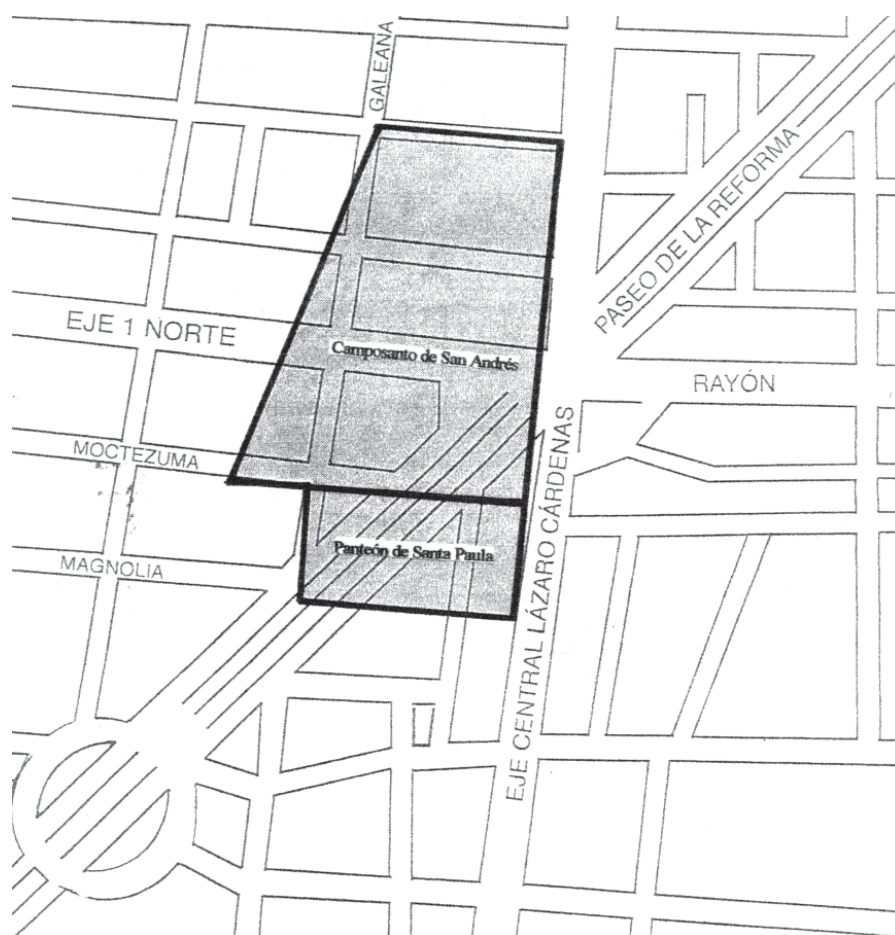 GALEANA
PASEO DE LA REFORMA
EJE 1 NORTE
Camposanto de San Andrés
RAYÓN
MOCTEZUMA
EJE CENTRAL LÁZARO CÁRDENAS
Panteón de Santa Paula
MAGNOLIA